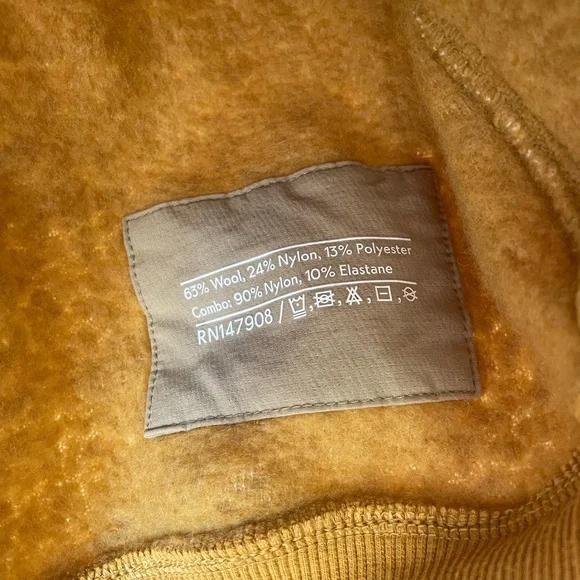 63% Wool, 24% Nylon, 13% Polyester
Combo: 90% Nylon, 10% Elastane
RN147908 /